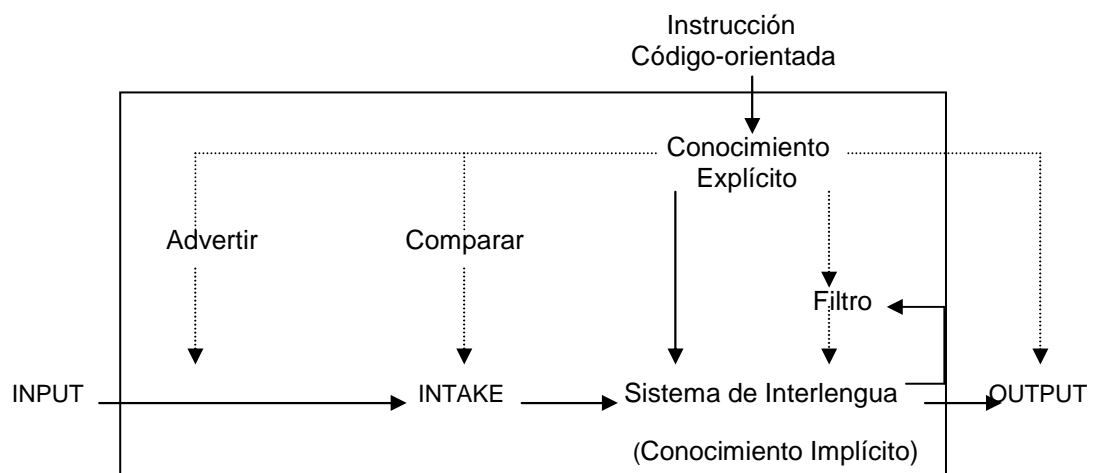 Instrucción
Código-orientada
Conocimiento
Explícito
Advertir
Comparar
Filtro
INPUT
INTAKE
Sistema de Interlengua
OUTPUT
(Conocimiento Implícito)